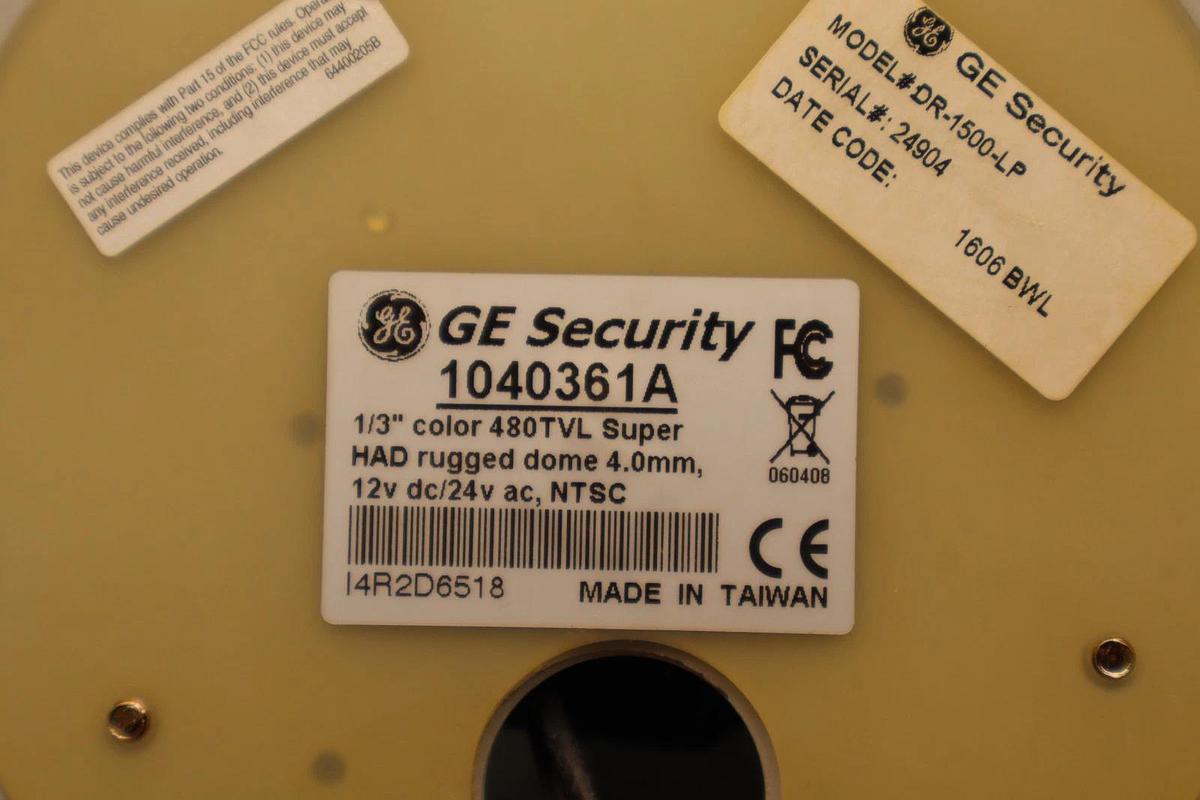 This device complies with Part 15 of the FCC rules. Opera
is subject to the following two conditions: (1) this device may
not cause harmful interference, and (2) this device must accept
any interference received, including interference that may
cause undesired operation.
64400205B
GE GE Security
MODEL#:DR-1500-LP
SERIAL#: 24904
DATE CODE:
1606 BWL
GE GE Security
1040361A
1/3" color 480TVL Super
HAD rugged dome 4.0mm,
12v dc/24v ac, NTSC
I4R2D6518
MADE IN TAIWAN
FC
060408
CE